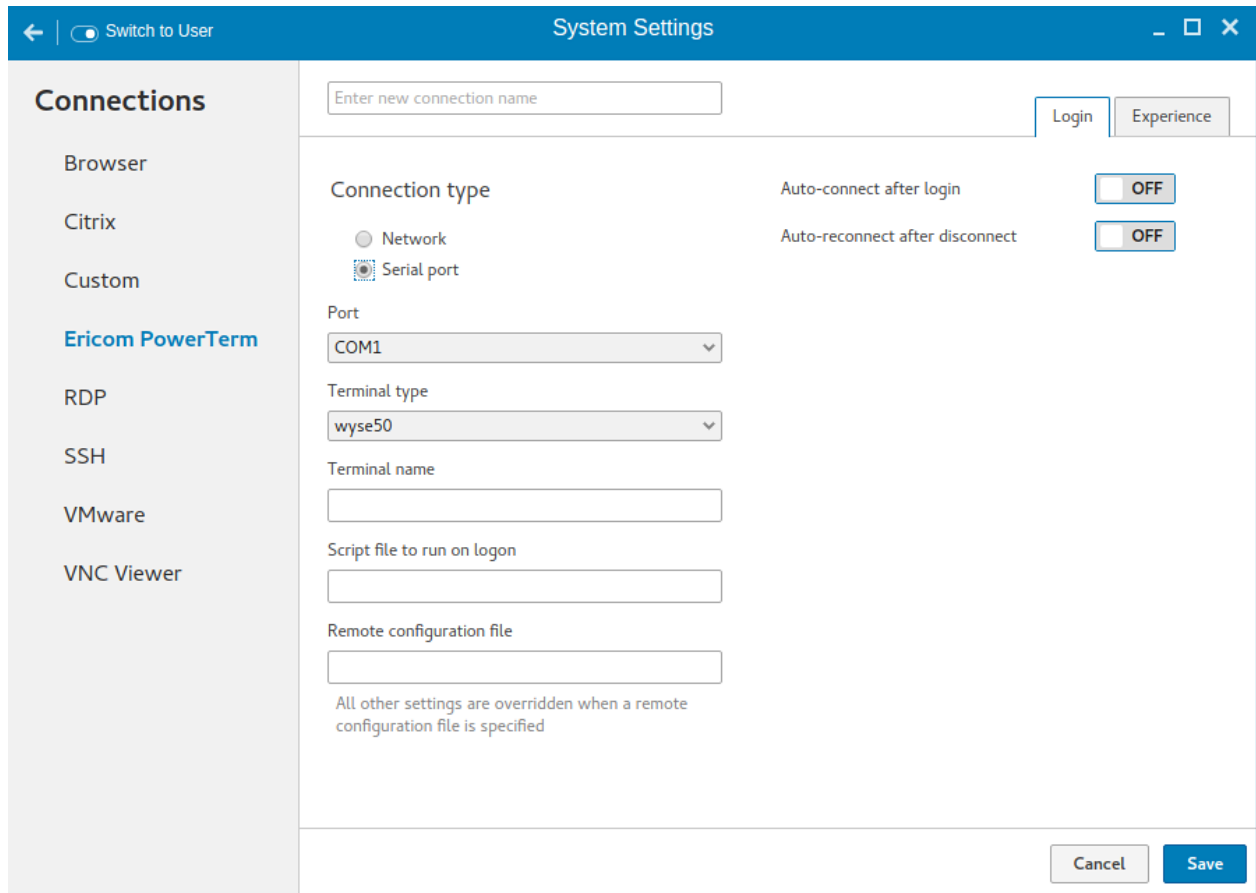 Switch to User
System Settings
Connections
Browser
Citrix
Custom
Ericom PowerTerm
RDP
SSH
VMware
VNC Viewer
Enter new connection name
Login
Experience
Connection type
Network
Serial port
Port
COM1
Terminal type
wyse50
Terminal name
Script file to run on logon
Remote configuration file
All other settings are overridden when a remote
configuration file is specified
Auto-connect after login
OFF
Auto-reconnect after disconnect
OFF
Cancel
Save